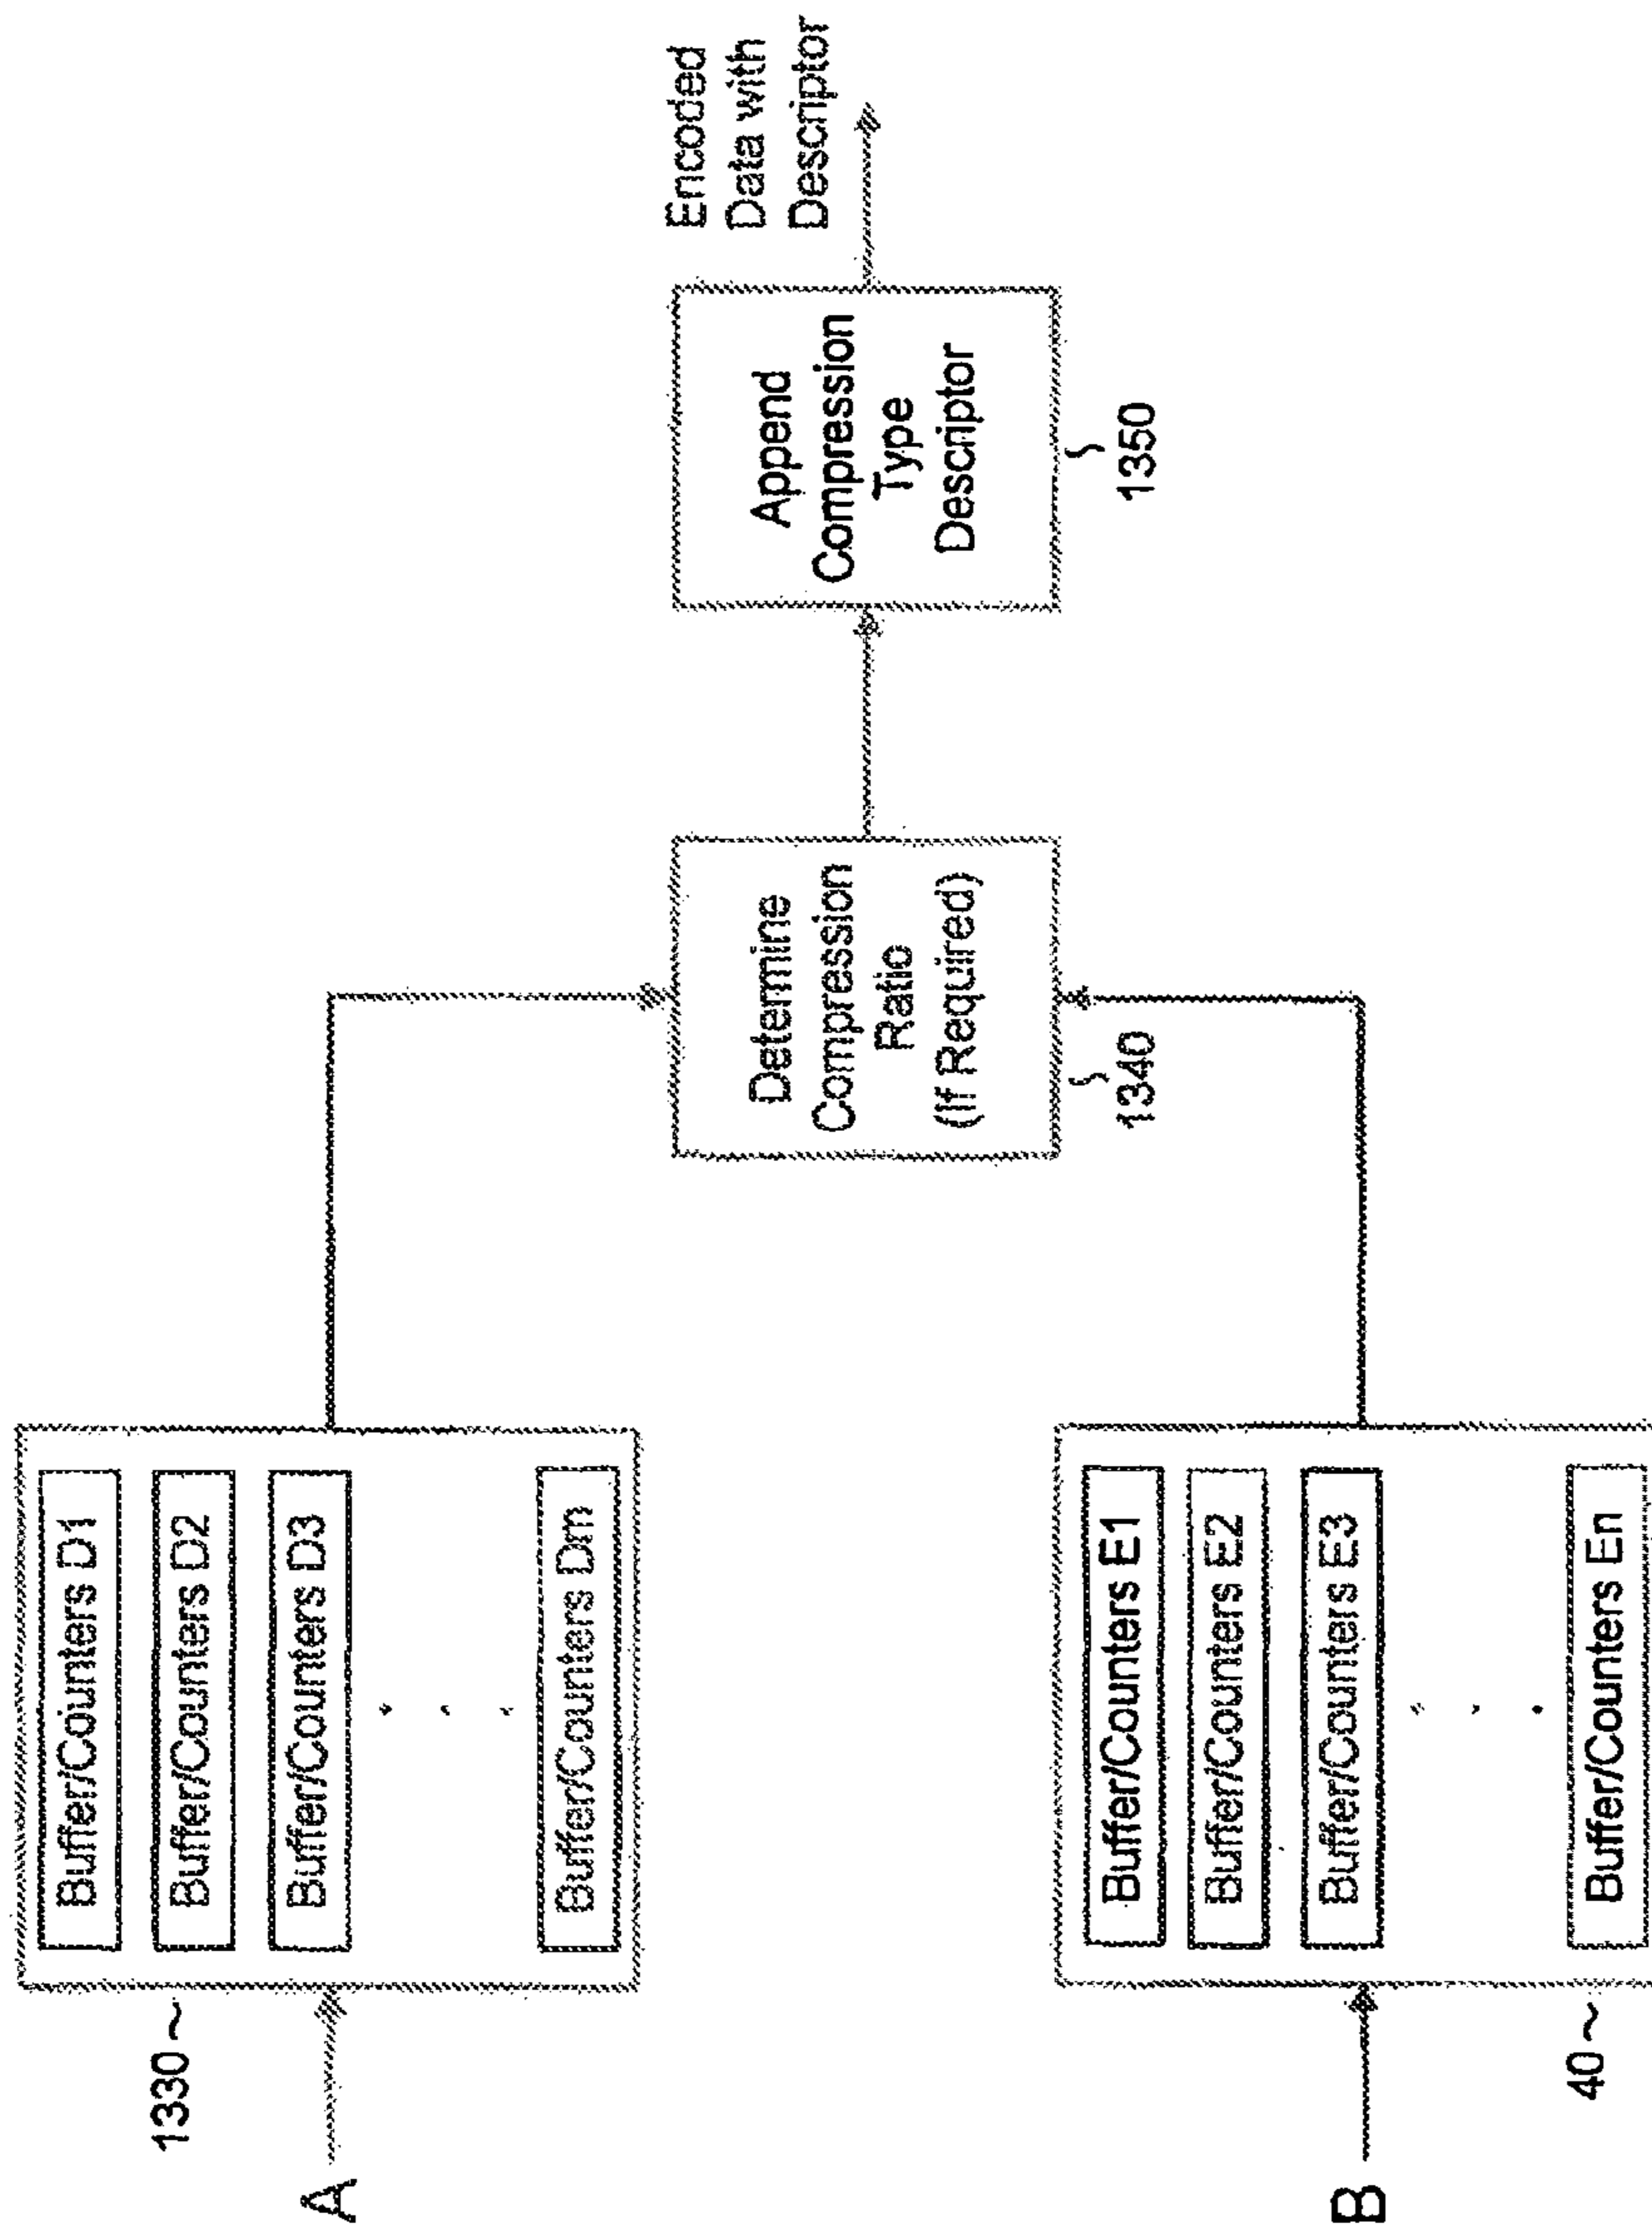 1330
A
Buffer/Counters D1
Buffer/Counters D2
Buffer/Counters D3
Buffer/Counters Dm
B
40
Buffer/Counters E1
Buffer/Counters E2
Buffer/Counters E3
Buffer/Counters En
Determine
Compression
Ratio
(If Required)
1340
Append
Compression
Type
Descriptor
1350
Encoded
Data with
Descriptor